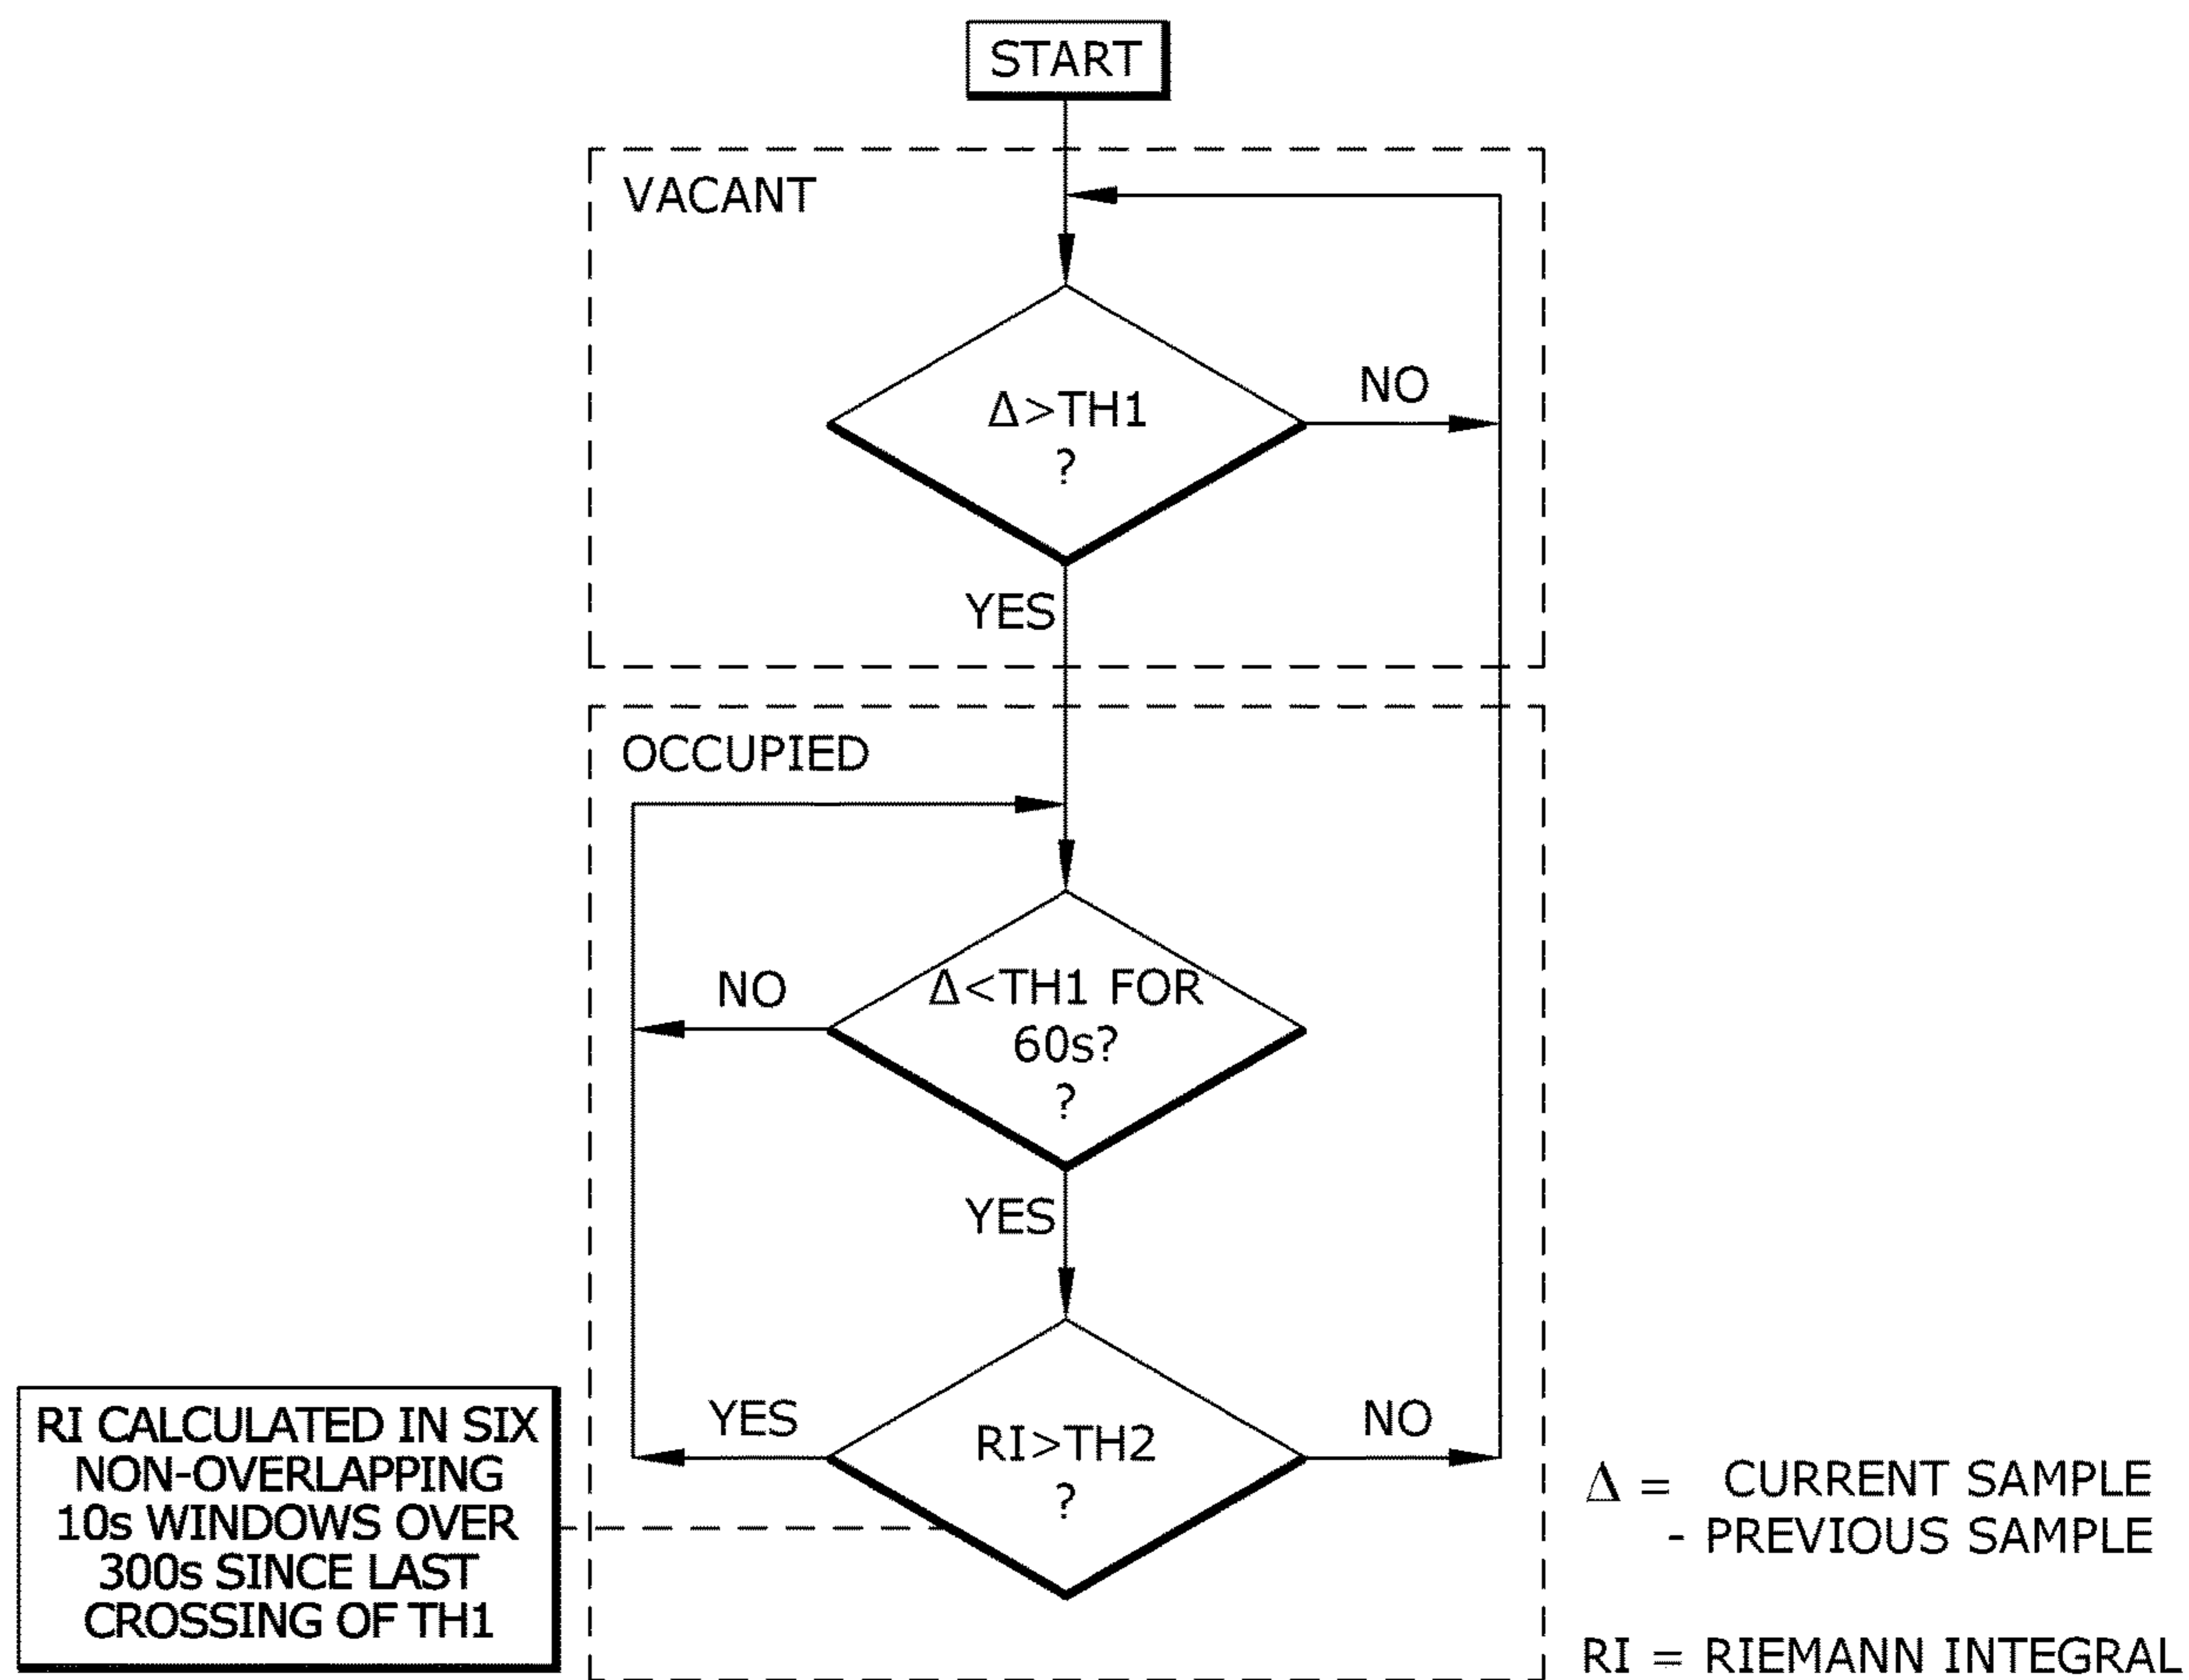 START
VACANT
Δ>TH1
?
NO
YES
OCCUPIED
Δ<TH1 FOR
60s?
?
NO
YES
RI>TH2
?
YES
NO
RI CALCULATED IN SIX
NON-OVERLAPPING
10s WINDOWS OVER
300s SINCE LAST
CROSSING OF TH1
Δ = CURRENT SAMPLE
- PREVIOUS SAMPLE
RI = RIEMANN INTEGRAL